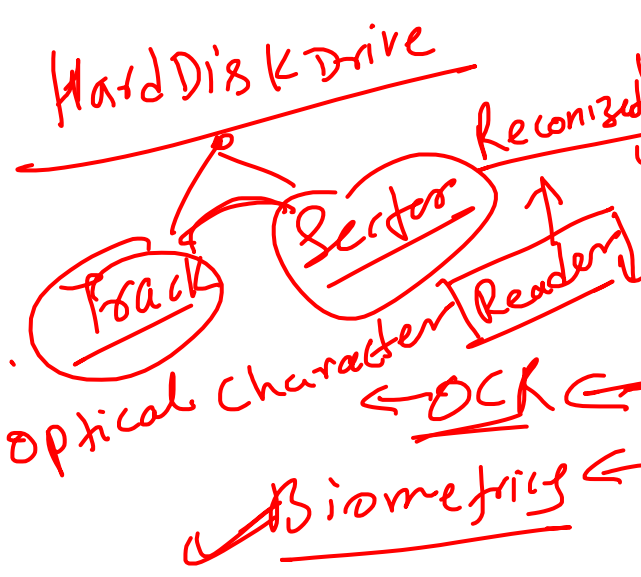 HardDiskDrive
Reconized
Sector
Track
Optical Character Reader
OCR
Biometrics